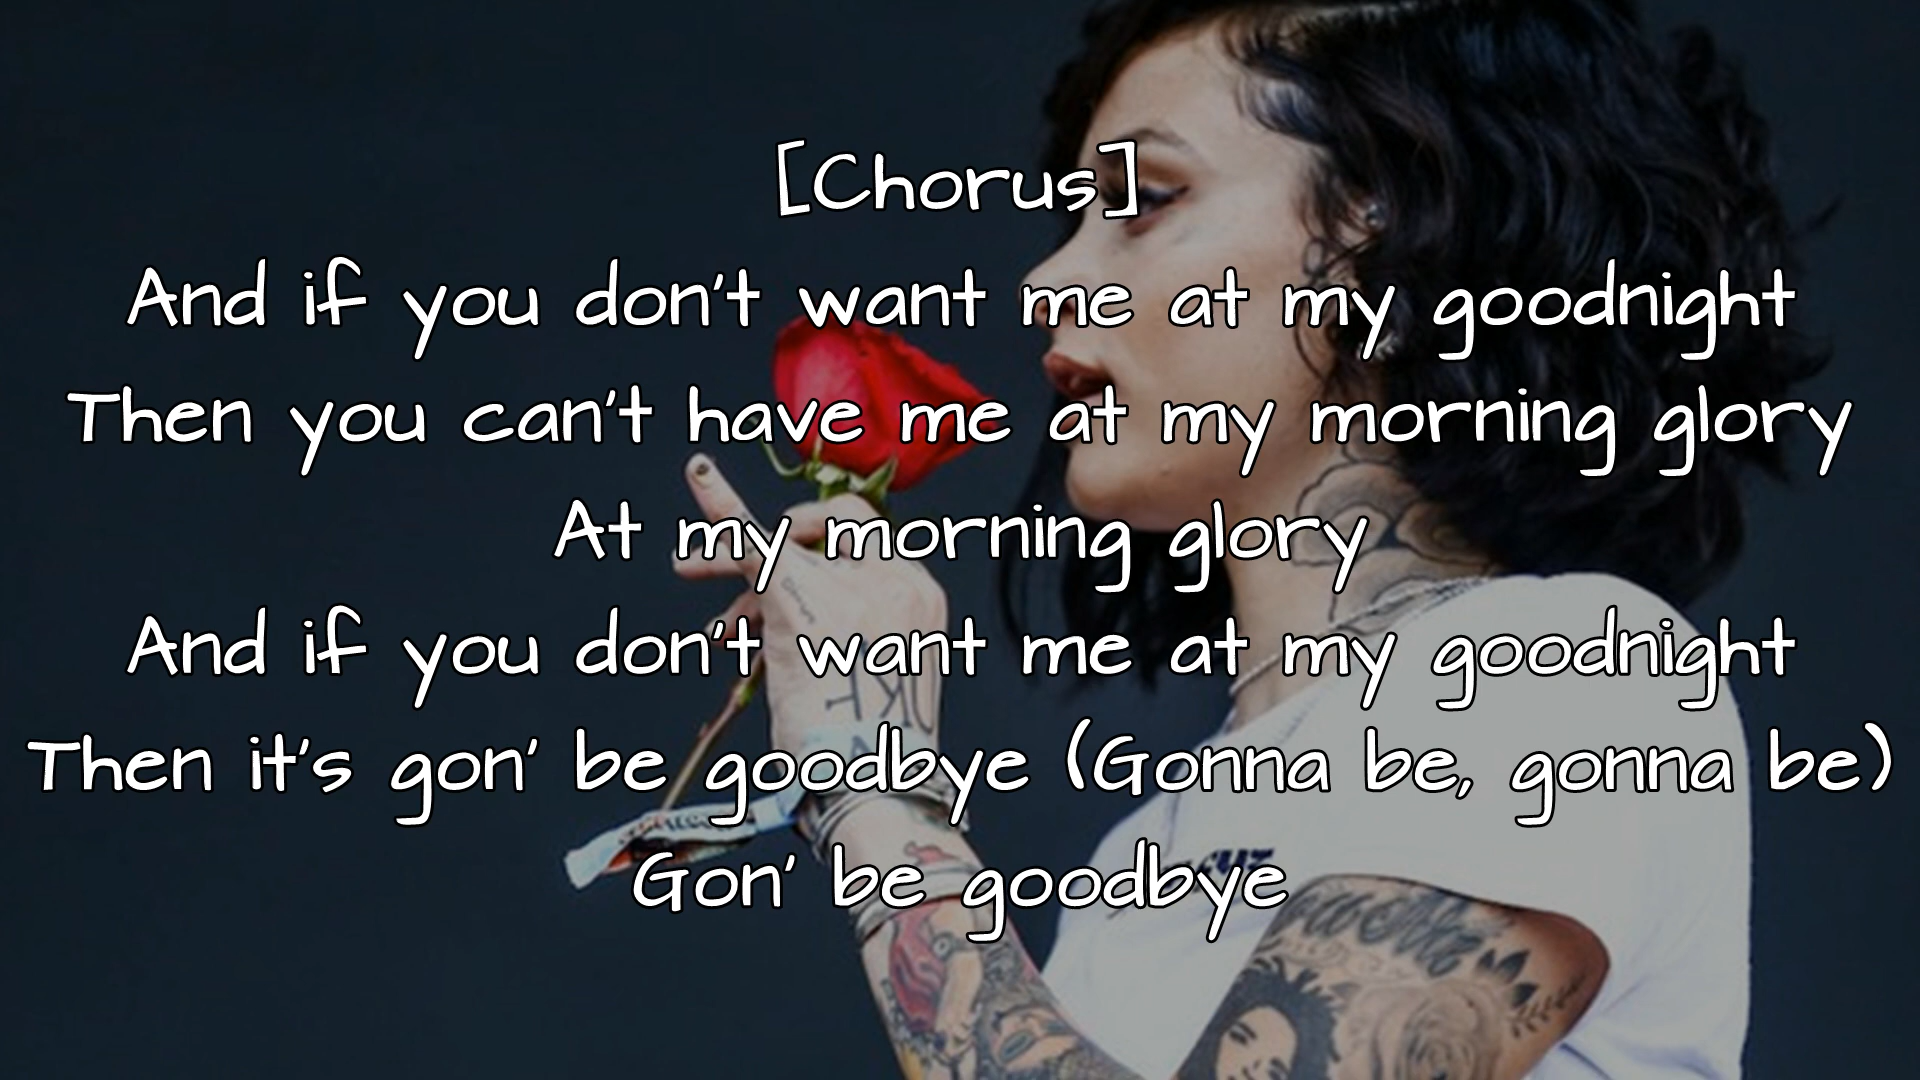 [Chorus]
And if you don't want me at my goodnight
Then you can't have me at my morning glory
At my morning glory
And if you don't want me at my goodnight
Then it's gon' be goodbye (Gonna be, gonna be)
Gon' be goodbye